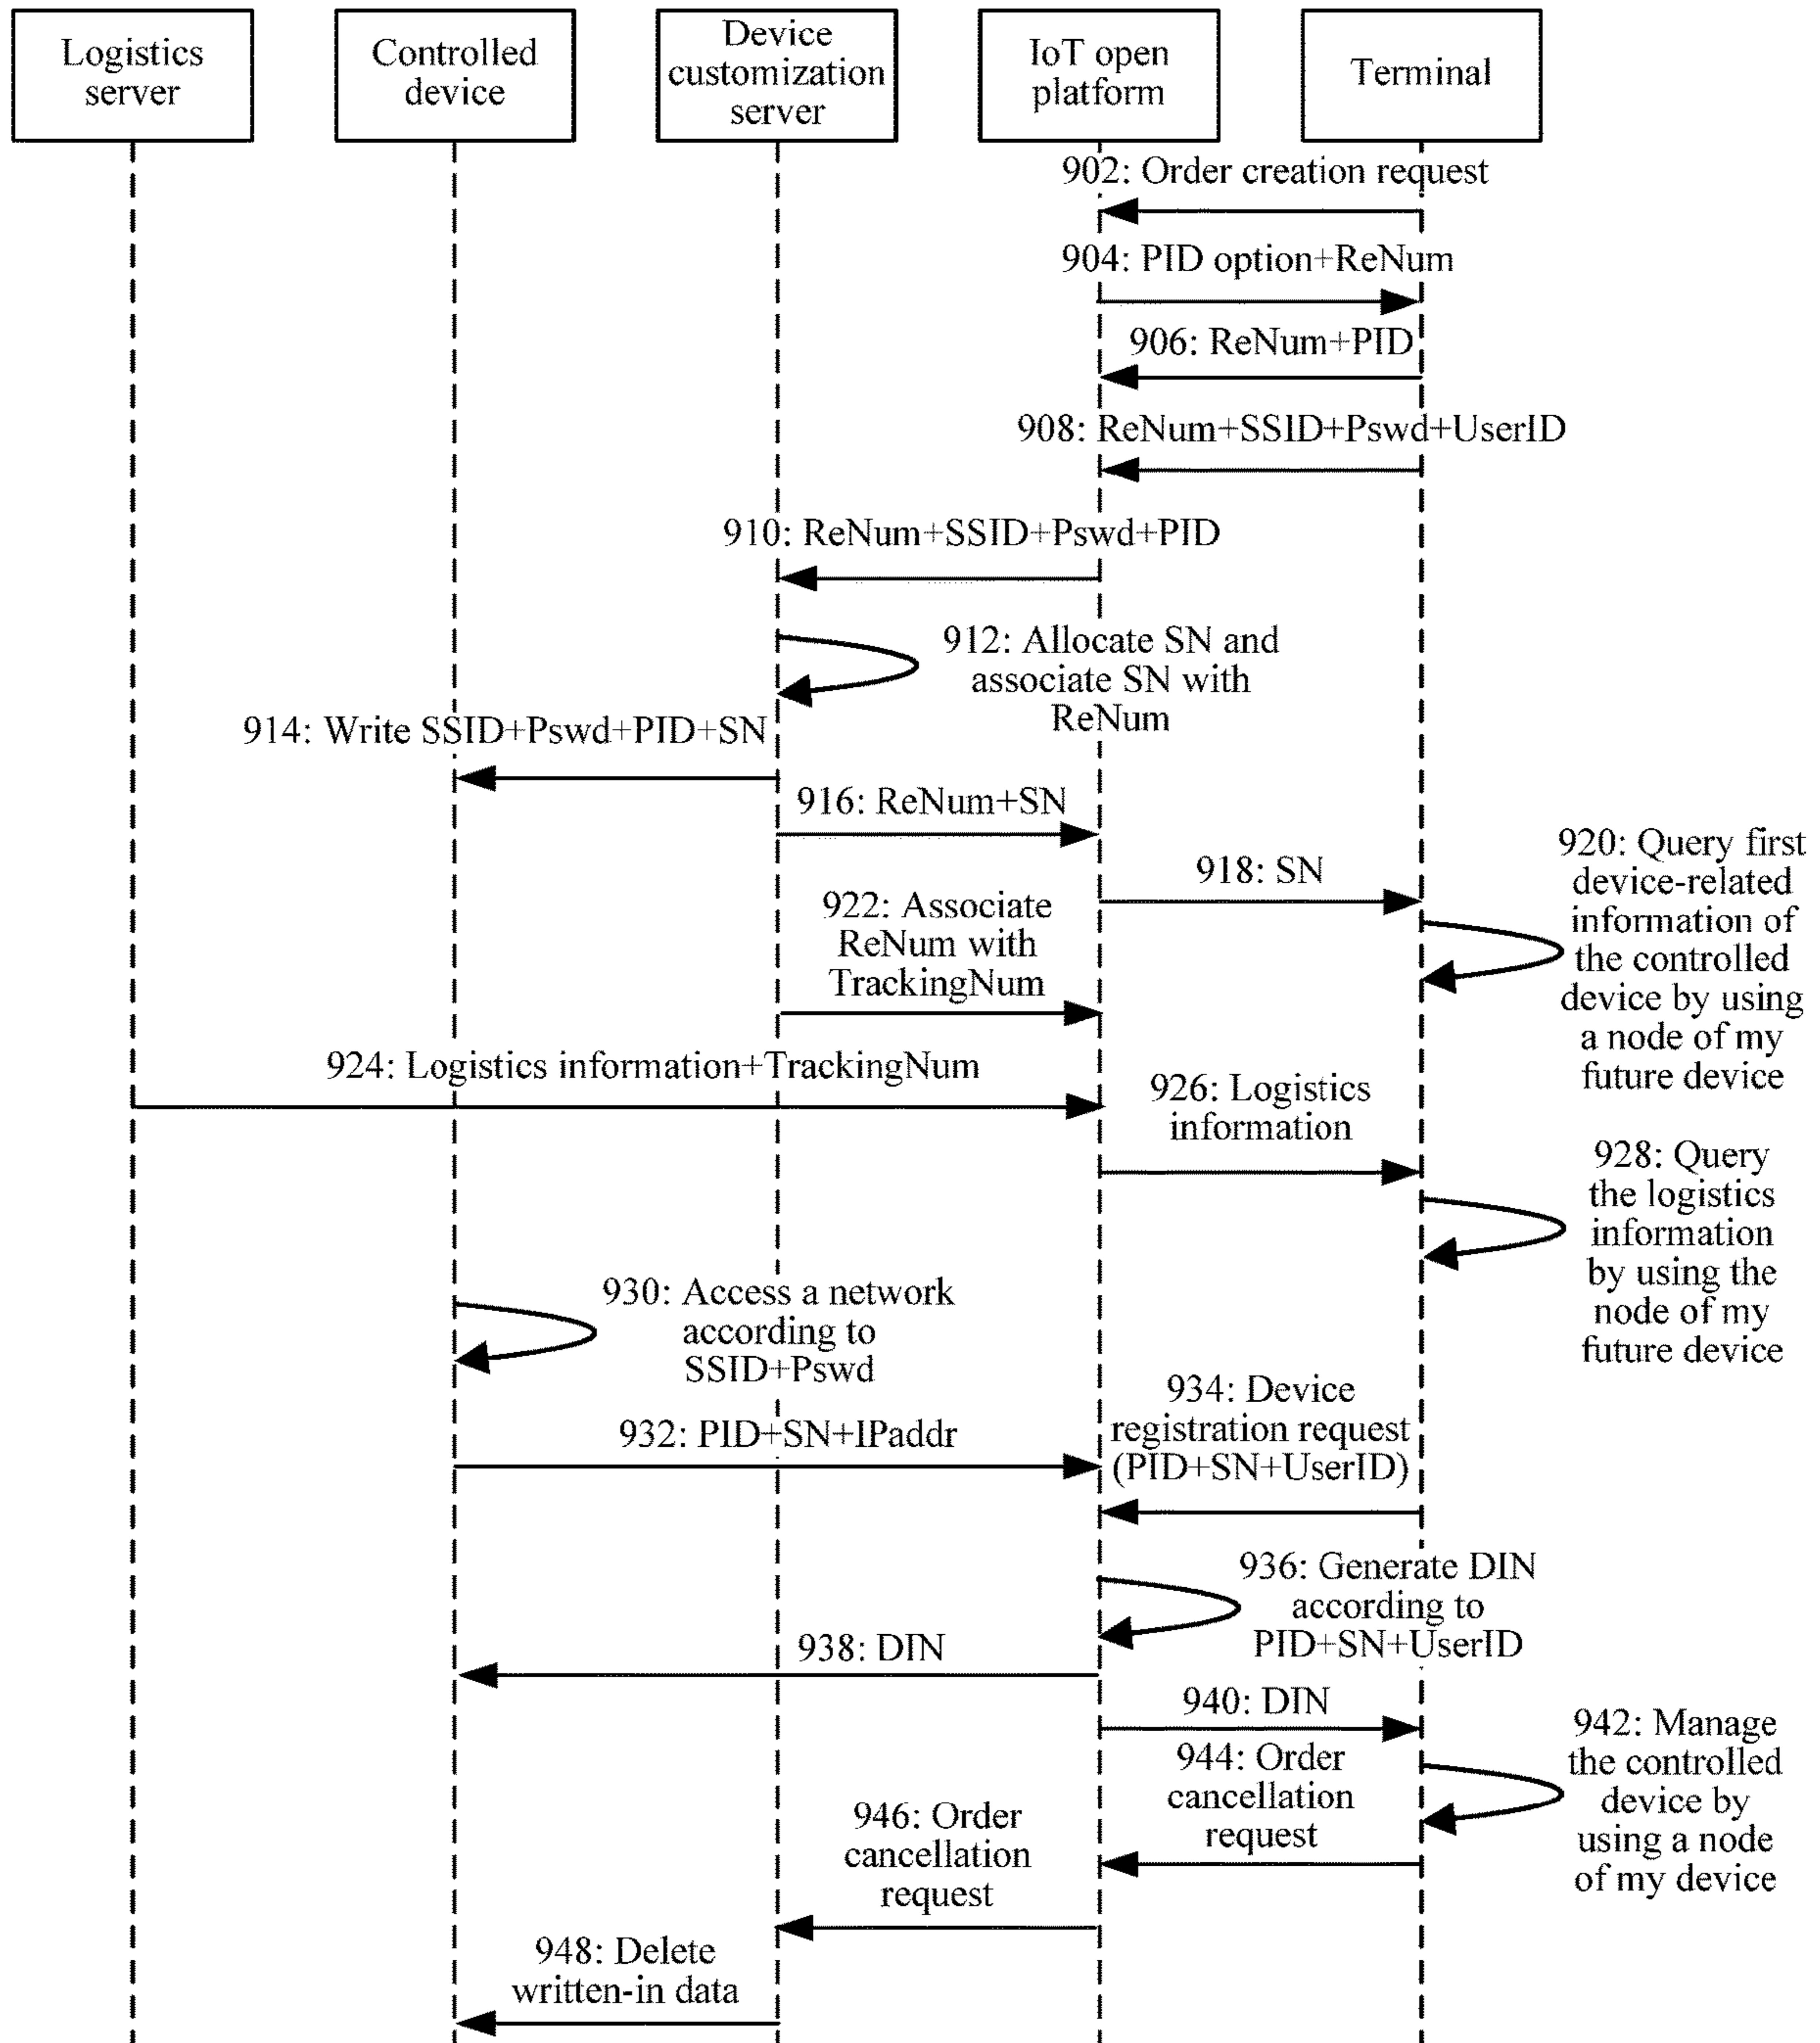 Logistics
server
Controlled
device
Device
customization
server
IoT open
platform
Terminal
902: Order creation request
904: PID option+ReNum
906: ReNum+PID
908: ReNum+SSID+Pswd+UserID
910: ReNum+SSID+Pswd+PID
912: Allocate SN and
associate SN with
ReNum
914: Write SSID+Pswd+PID+SN
916: ReNum+SN
918: SN
920: Query first
device-related
information of
the controlled
device by using
a node of my
future device
922: Associate
ReNum with
TrackingNum
924: Logistics information+TrackingNum
926: Logistics
information
928: Query
the logistics
information
by using the
node of my
future device
930: Access a network
according to
SSID+Pswd
932: PID+SN+IPaddr
934: Device
registration request
(PID+SN+UserID)
936: Generate DIN
according to
PID+SN+UserID
938: DIN
940: DIN
942: Manage
the controlled
device by
using a node
of my device
944: Order
cancellation
request
946: Order
cancellation
request
948: Delete
written-in data